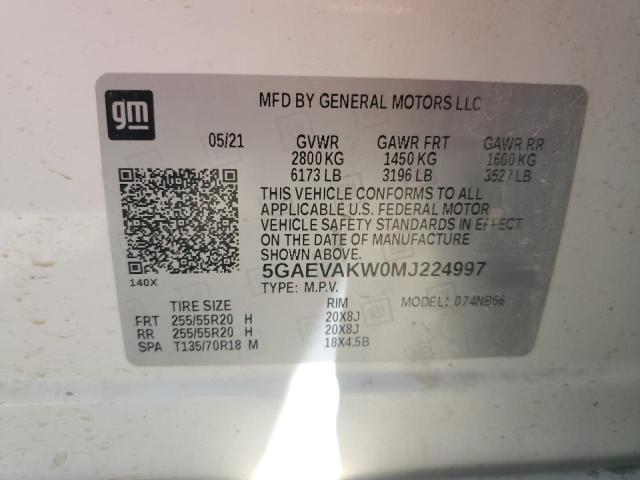 gm
MFD BY GENERAL MOTORS LLC
05/21 GVWR GAWR FRT GAWR RR
2800 KG 1450 KG 1600 KG
6173 LB 3196 LB 3527 LB
THIS VEHICLE CONFORMS TO ALL
APPLICABLE U.S. FEDERAL MOTOR
VEHICLE SAFETY STANDARDS IN EFFECT
ON THE DATE OF MANUFACTURE
SHOWN ABOVE.
5GAEVAKW0MJ224997
140X
TYPE: M.P.V.
TIRE SIZE RIM MODEL: 074NB56
FRT 255/55R20 H 20X8J
RR 255/55R20 H 20X8J
SPA T135/70R18 M 18X4.5B